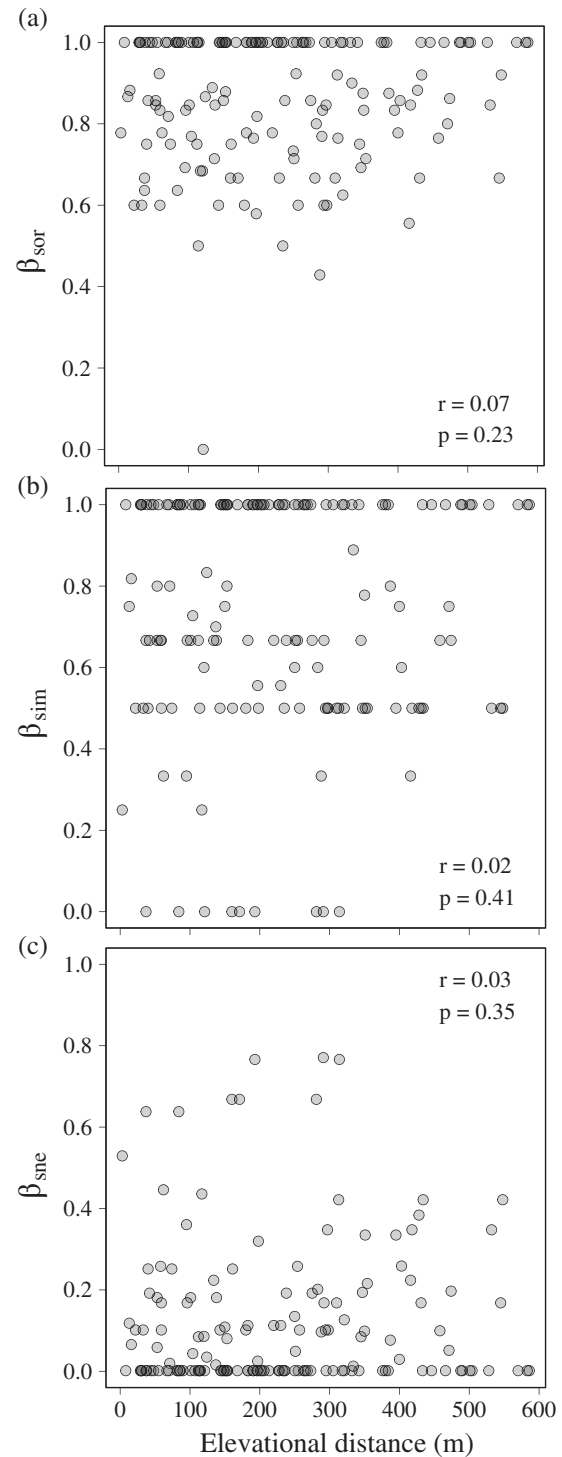 (a)
1.0
0.8
0.6
0.4
0.2
0.0
βsor
r = 0.07
p = 0.23
(b)
1.0
0.8
0.6
0.4
0.2
0.0
βsim
r = 0.02
p = 0.41
(c)
1.0
0.8
0.6
0.4
0.2
0.0
βsne
r = 0.03
p = 0.35
0 100 200 300 400 500 600
Elevational distance (m)